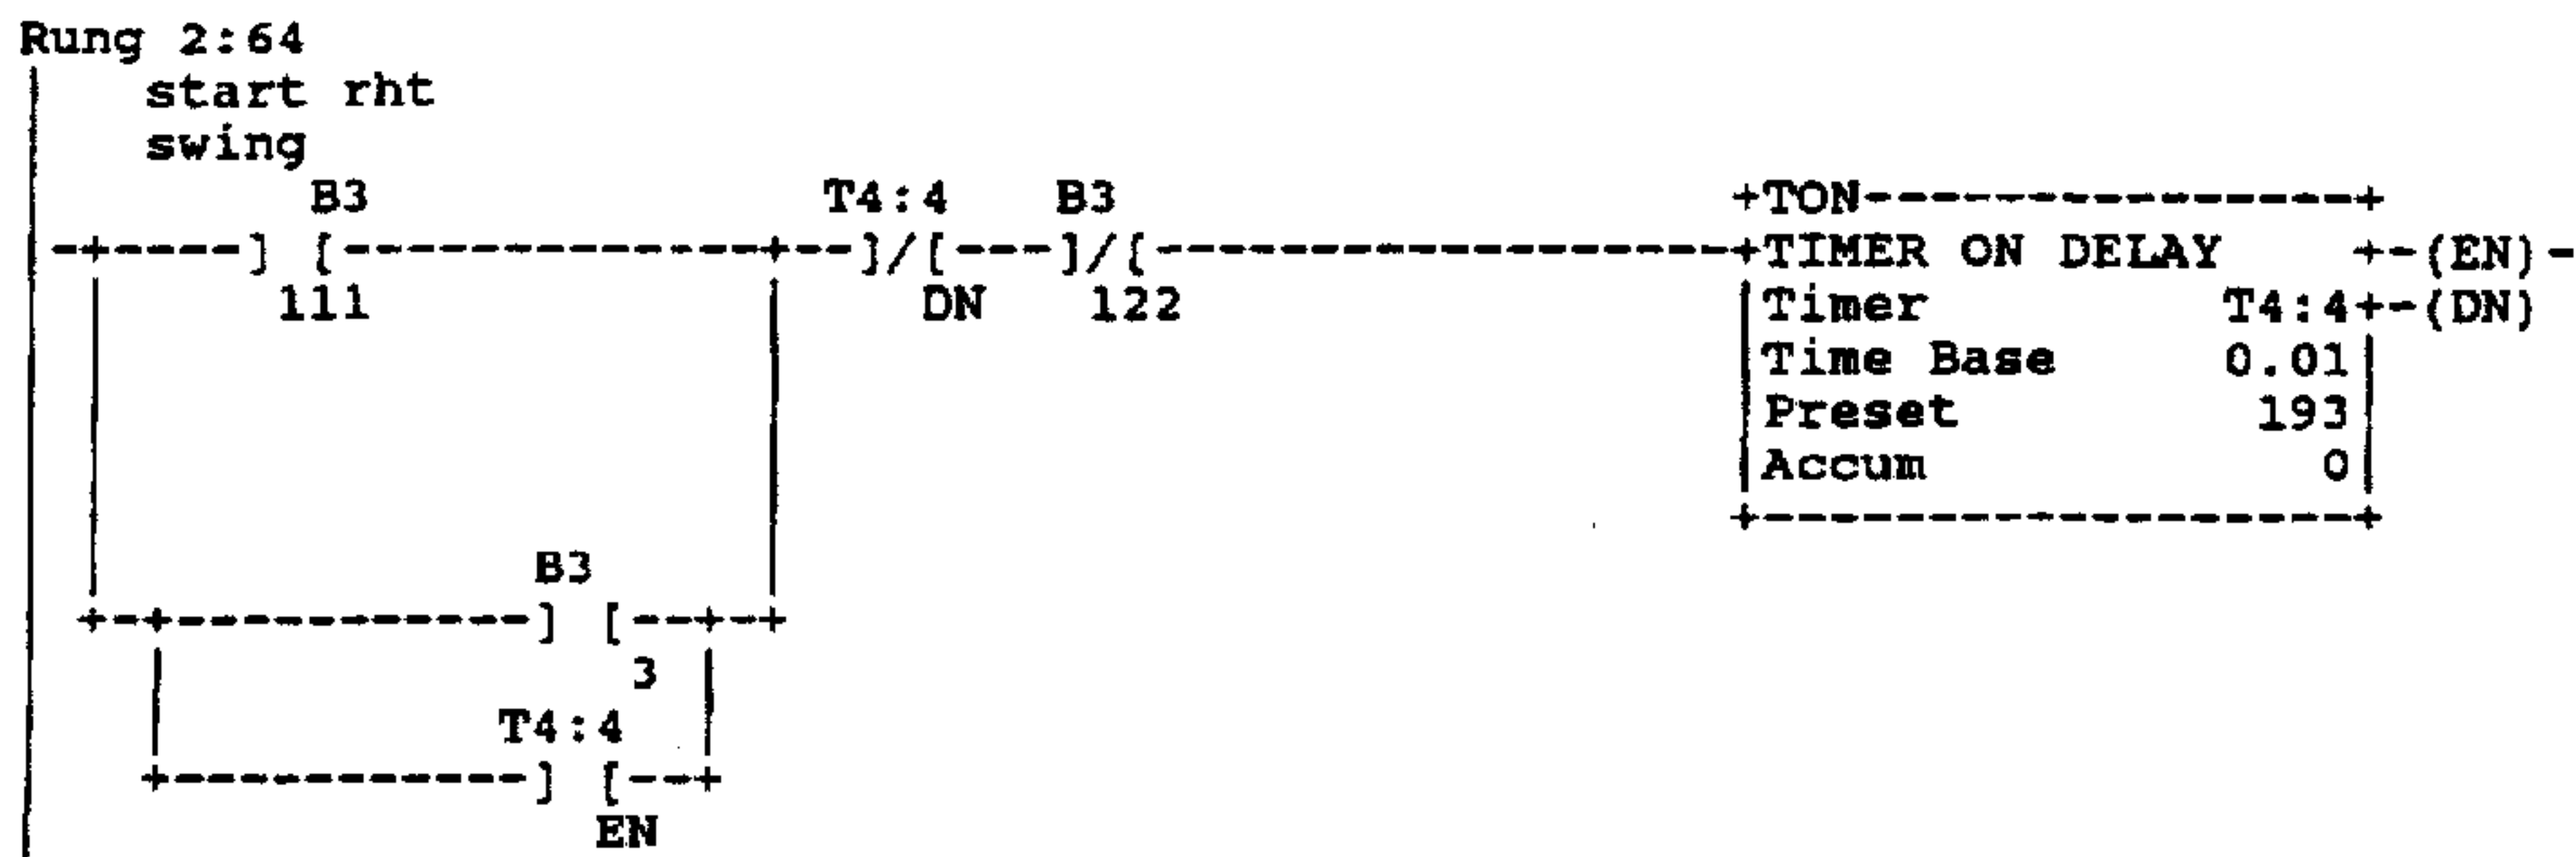 Rung 2:64
start rht
swing
B3 T4:4 B3 +TON------------------+
-+-----] [----------------+--]/[---]/[------------------+TIMER ON DELAY +-(EN)-
111 DN 122 |Timer T4:4+-(DN)
|Time Base 0.01|
|Preset 193|
|Accum 0|
+--------------------+
B3
+-+------------] [--+-+
3
T4:4
+------------] [--+
EN